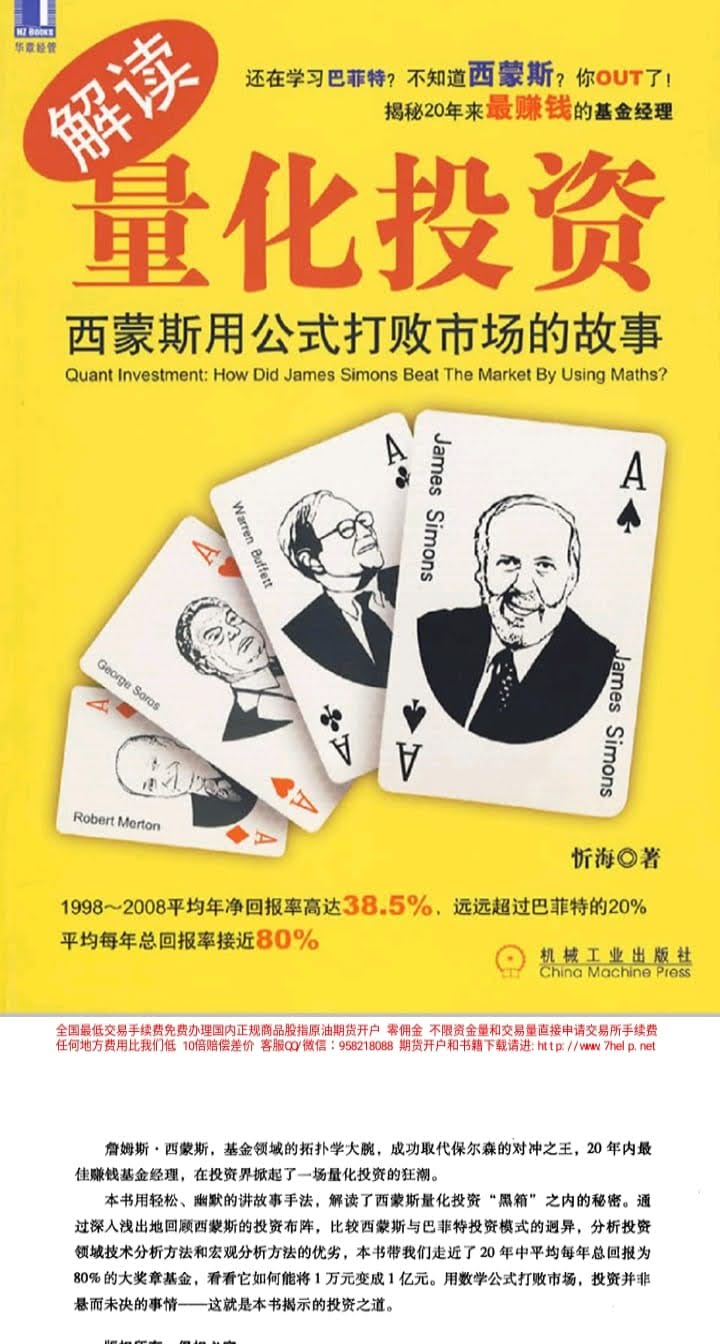 HZ BOOKS
华章经管
解读
还在学习巴菲特？不知道西蒙斯？你OUT了！
揭秘20年来最赚钱的基金经理
量化投资
西蒙斯用公式打败市场的故事
Quant Investment: How Did James Simons Beat The Market By Using Maths?
A
James Simons
A
Warren Buffett
A
George Soros
A
Robert Merton
James Simons
A
A
A
A
忻海◎著
1998～2008平均年净回报率高达38.5%，远远超过巴菲特的20%
平均每年总回报率接近80%
机械工业出版社
China Machine Press
全国最低交易手续费免费办理国内正规商品股指原油期货开户 零佣金 不限资金量和交易量直接申请交易所手续费
任何地方费用比我们低 10倍赔偿差价 客服QQ/微信：958218088 期货开户和书籍下载请进: http://www.7help.net
詹姆斯·西蒙斯，基金领域的拓扑学大腕，成功取代保尔森的对冲之王，20年内最
佳赚钱基金经理，在投资界掀起了一场量化投资的狂潮。
本书用轻松、幽默的讲故事手法，解读了西蒙斯量化投资“黑箱”之内的秘密。通
过深入浅出地回顾西蒙斯的投资布阵，比较西蒙斯与巴菲特投资模式的迥异，分析投资
领域技术分析方法和宏观分析方法的优劣，本书带我们走近了20年中平均每年总回报为
80%的大奖章基金，看看它如何能将1万元变成1亿元。用数学公式打败市场，投资并非
悬而未决的事情——这就是本书揭示的投资之道。